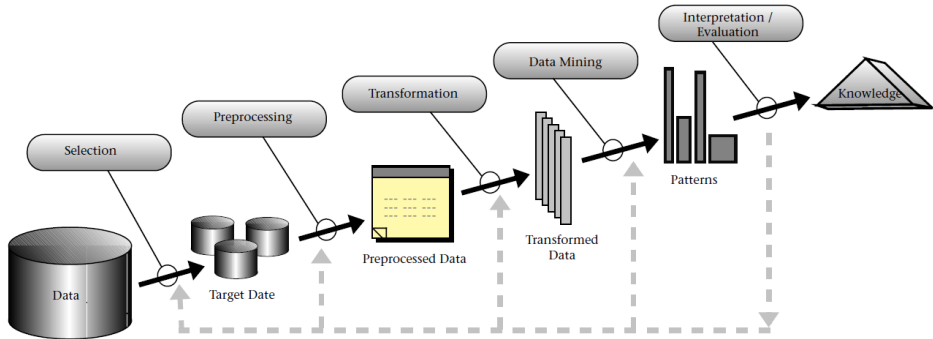 Interpretation /
Evaluation
Data Mining
Transformation
Preprocessing
Selection
Data
Target Date
Preprocessed Data
Transformed
Data
Patterns
Knowledge